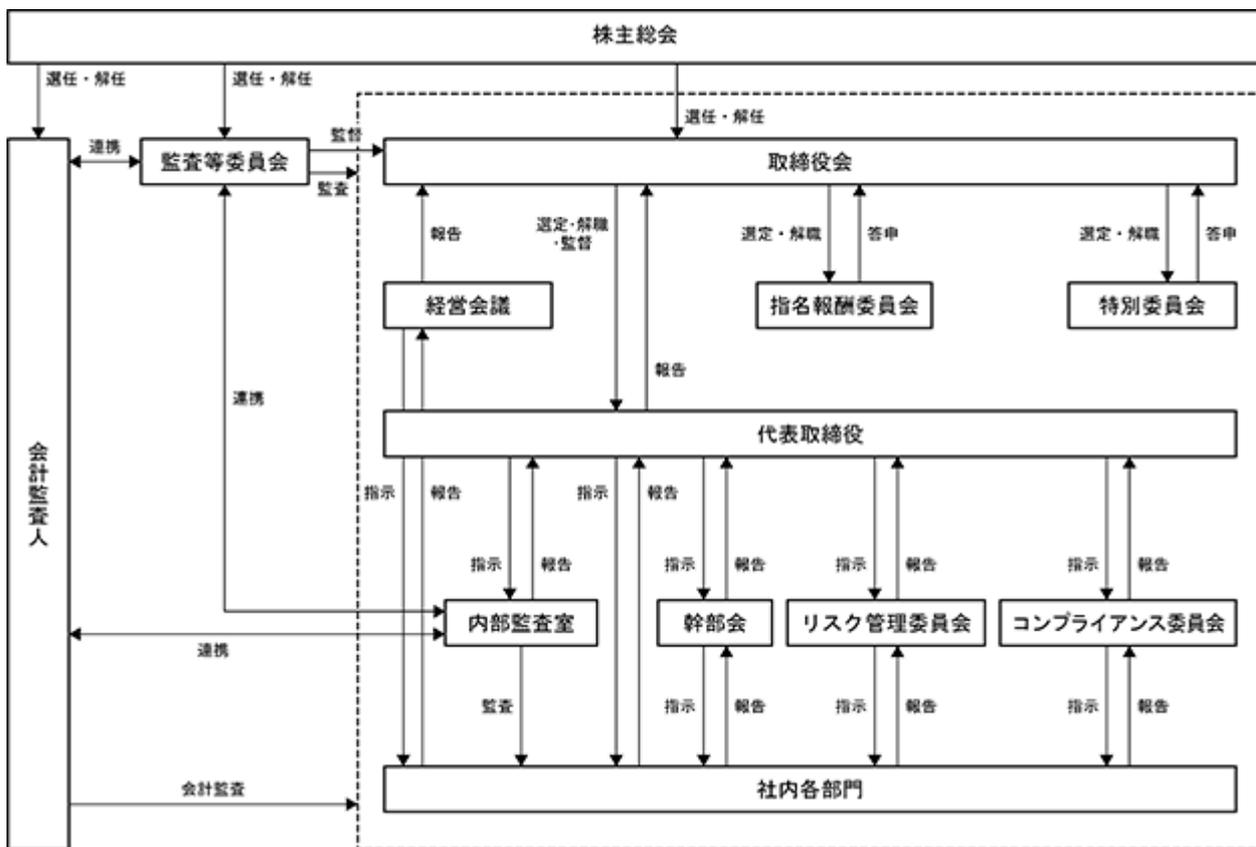 株主総会
選任・解任
選任・解任
選任・解任
連携
監査等委員会
監督
監査
取締役会
報告
選定・解職
・監督
選定・解職
答申
選定・解職
答申
経営会議
指名報酬委員会
特別委員会
報告
連携
代表取締役
会計監査人
指示
報告
指示
報告
指示
報告
指示
報告
指示
報告
指示
報告
内部監査室
幹部会
リスク管理委員会
コンプライアンス委員会
連携
監査
指示
報告
指示
報告
指示
報告
会計監査
社内各部門